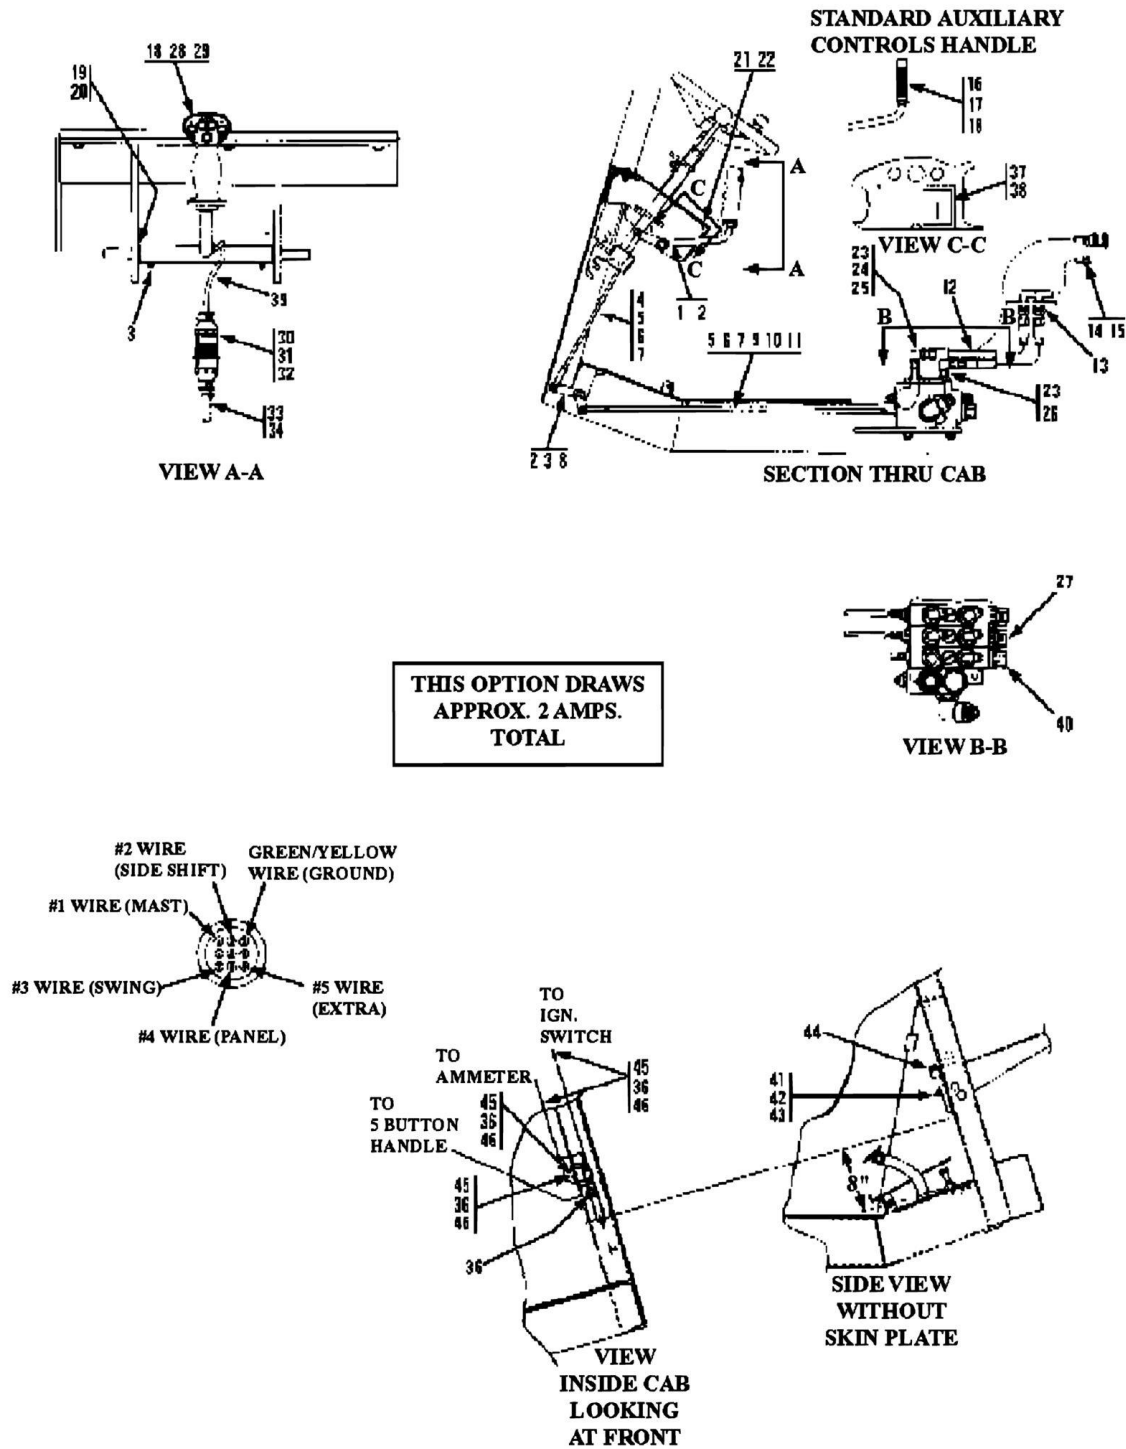 STANDARD AUXILIARY
CONTROLS HANDLE
18 28 29
19
20
3
39
30
31
32
33
34
VIEW A-A
21 22
A
A
C
C
1 2
4
5
6
7
5 6 7 9 10 11
2 3 8
SECTION THRU CAB
16
17
18
37
38
VIEW C-C
23
24
25
12
B
B
14 15
13
23
26
27
40
VIEW B-B
THIS OPTION DRAWS
APPROX. 2 AMPS.
TOTAL
#2 WIRE
(SIDE SHIFT)
GREEN/YELLOW
WIRE (GROUND)
#1 WIRE (MAST)
#3 WIRE (SWING)
#5 WIRE
(EXTRA)
#4 WIRE (PANEL)
TO
IGN.
SWITCH
TO
AMMETER
TO
5 BUTTON
HANDLE
45
36
46
45
36
46
45
36
46
36
VIEW
INSIDE CAB
LOOKING
AT FRONT
44
41
42
43
8"
SIDE VIEW
WITHOUT
SKIN PLATE